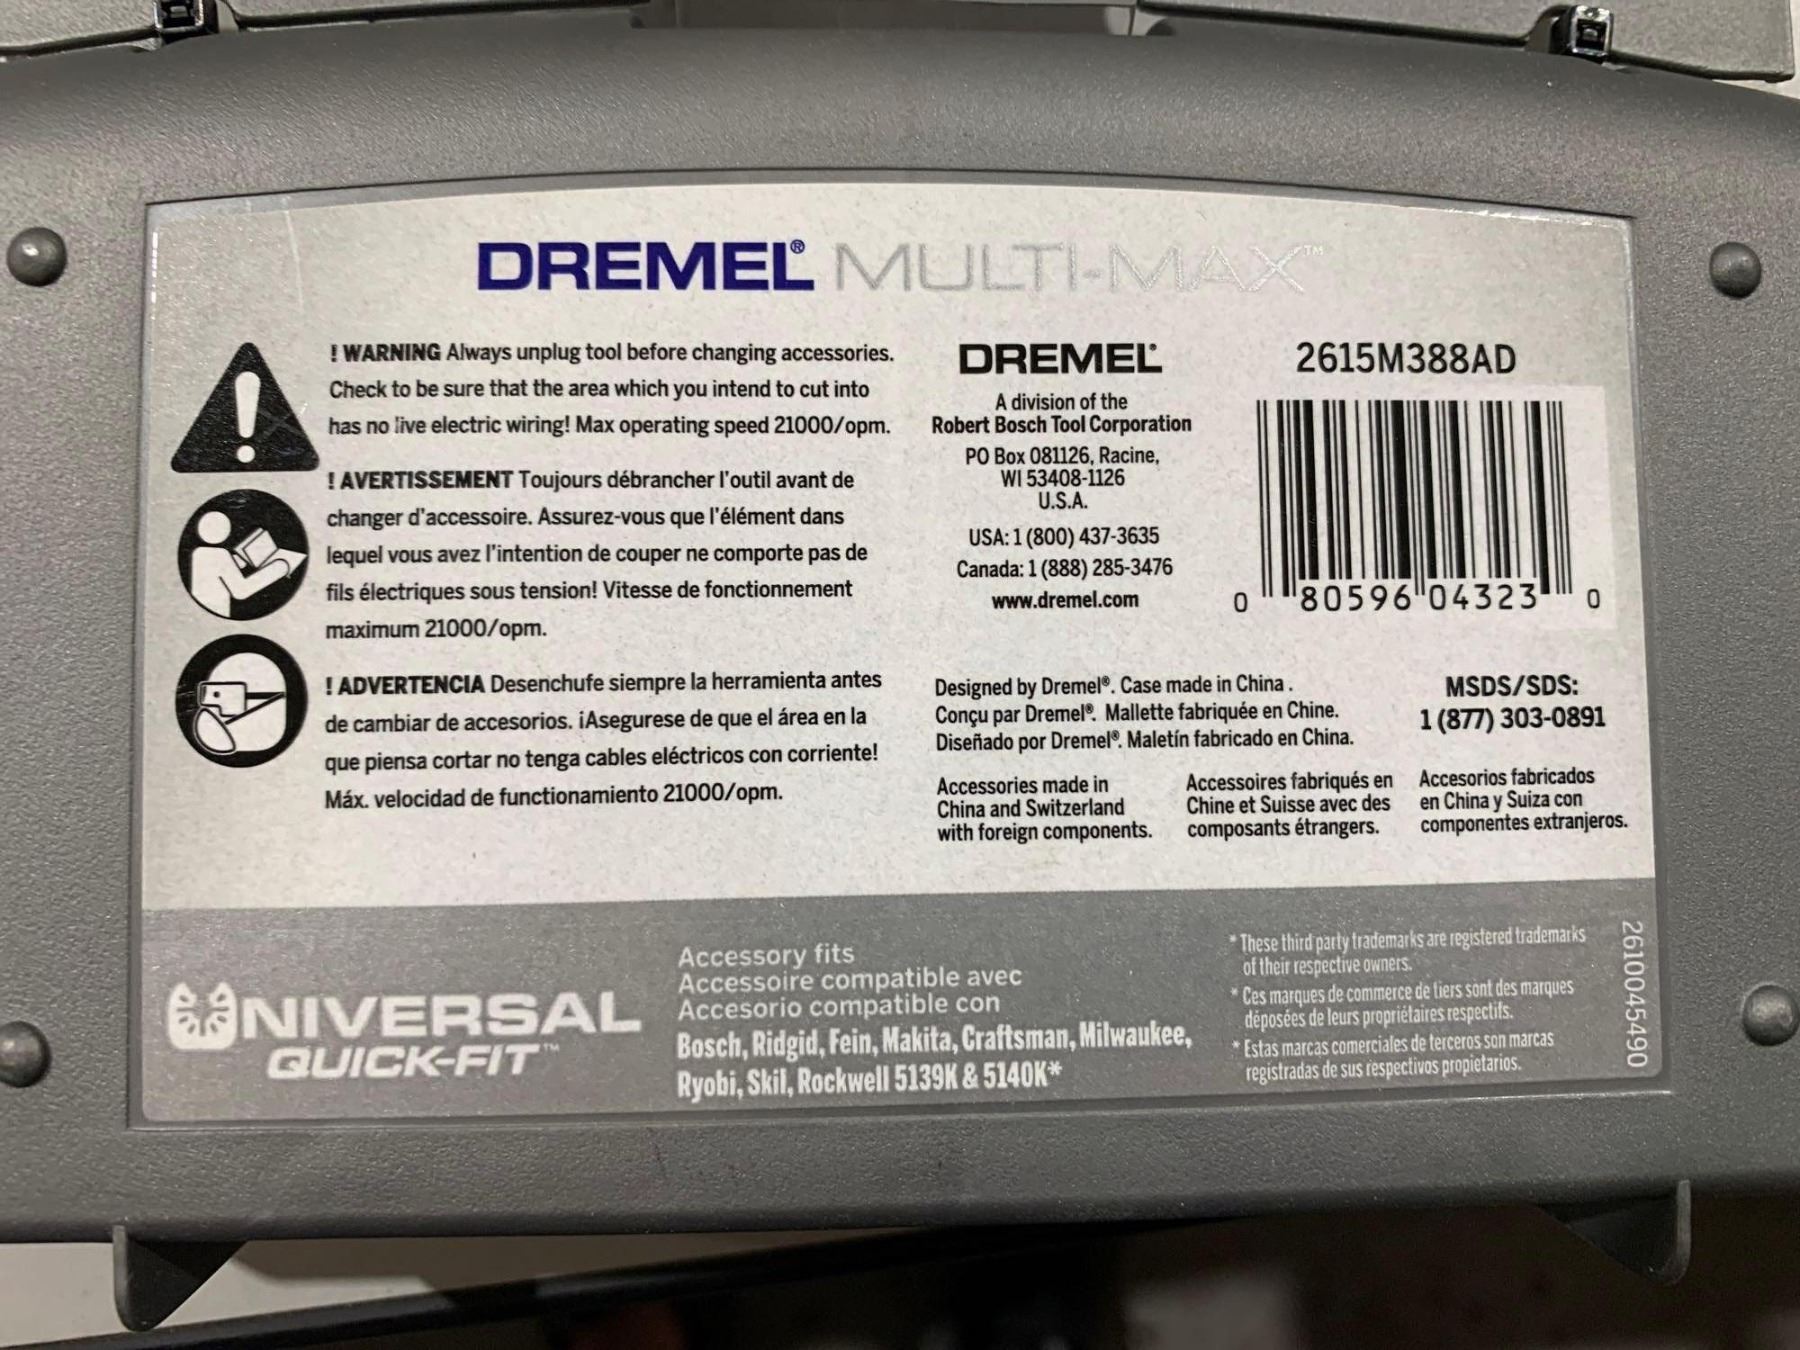 DREMEL® MULTI-MAX™
! WARNING Always unplug tool before changing accessories.
Check to be sure that the area which you intend to cut into
has no live electric wiring! Max operating speed 21000/opm.
! AVERTISSEMENT Toujours débrancher l'outil avant de
changer d'accessoire. Assurez-vous que l'élément dans
lequel vous avez l'intention de couper ne comporte pas de
fils électriques sous tension! Vitesse de fonctionnement
maximum 21000/opm.
! ADVERTENCIA Desenchufe siempre la herramienta antes
de cambiar de accesorios. ¡Asegurese de que el área en la
que piensa cortar no tenga cables eléctricos con corriente!
Máx. velocidad de functionamiento 21000/opm.
DREMEL®
A division of the
Robert Bosch Tool Corporation
PO Box 081126, Racine,
WI 53408-1126
U.S.A.
USA: 1 (800) 437-3635
Canada: 1 (888) 285-3476
www.dremel.com
2615M388AD
0 80596 04323 0
Designed by Dremel®. Case made in China .
Conçu par Dremel®. Mallette fabriquée en Chine.
Diseñado por Dremel®. Maletín fabricado en China.
MSDS/SDS:
1 (877) 303-0891
Accessories made in
China and Switzerland
with foreign components.
Accessoires fabriqués en
Chine et Suisse avec des
composants étrangers.
Accesorios fabricados
en China y Suiza con
componentes extranjeros.
UNIVERSAL
QUICK-FIT™
Accessory fits
Accessoire compatible avec
Accesorio compatible con
Bosch, Ridgid, Fein, Makita, Craftsman, Milwaukee,
Ryobi, Skil, Rockwell 5139K & 5140K*
* These third party trademarks are registered trademarks
of their respective owners.
* Ces marques de commerce de tiers sont des marques
déposées de leurs propriétaires respectifs.
* Estas marcas comerciales de terceros son marcas
registradas de sus respectivos propietarios.
2610045490